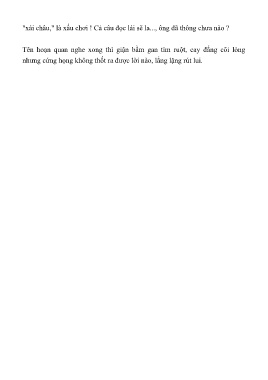 "xái chấu," là xấu chơi ! Cả câu đọc lái sẽ là..., ông đã thông chưa nào ?
Tên hoạn quan nghe xong thì giận bầm gan tím ruột, cay đắng cõi lòng
nhưng cứng họng không thốt ra được lời nào, lẳng lặng rút lui.